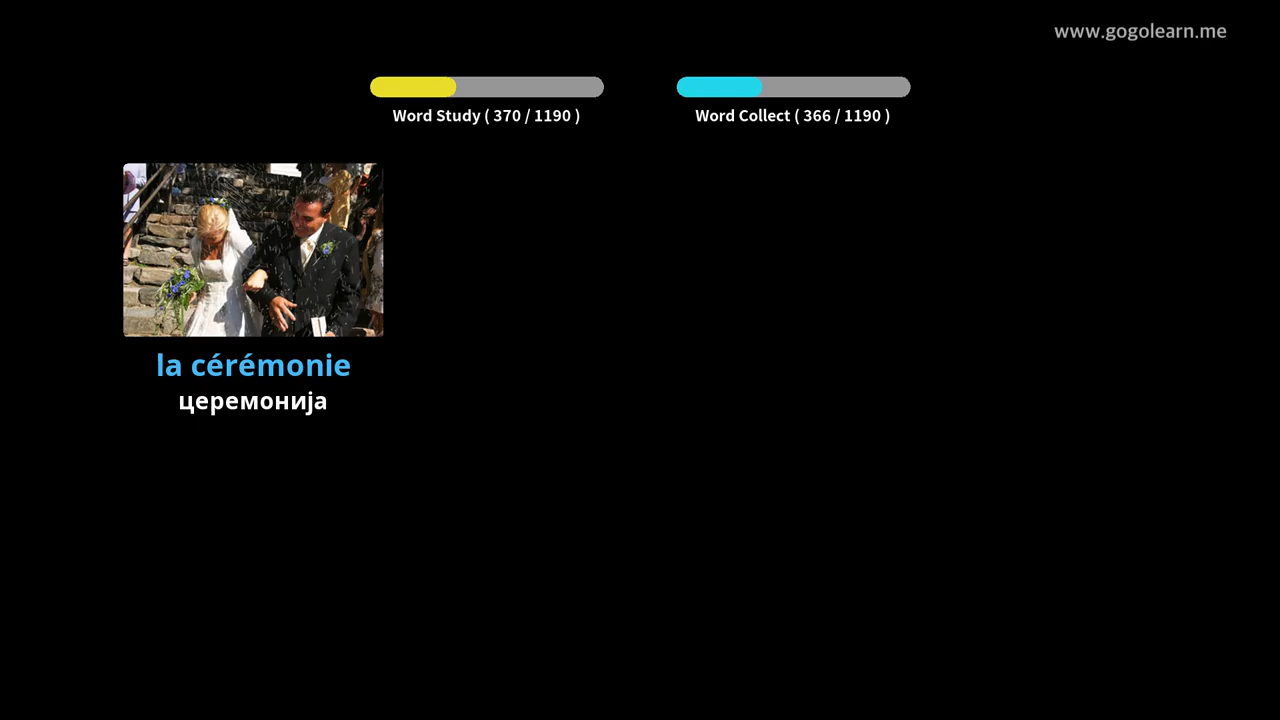 www.gogolearn.me
Word Study ( 370 / 1190 )
Word Collect ( 366 / 1190 )
la cérémonie
церемонија